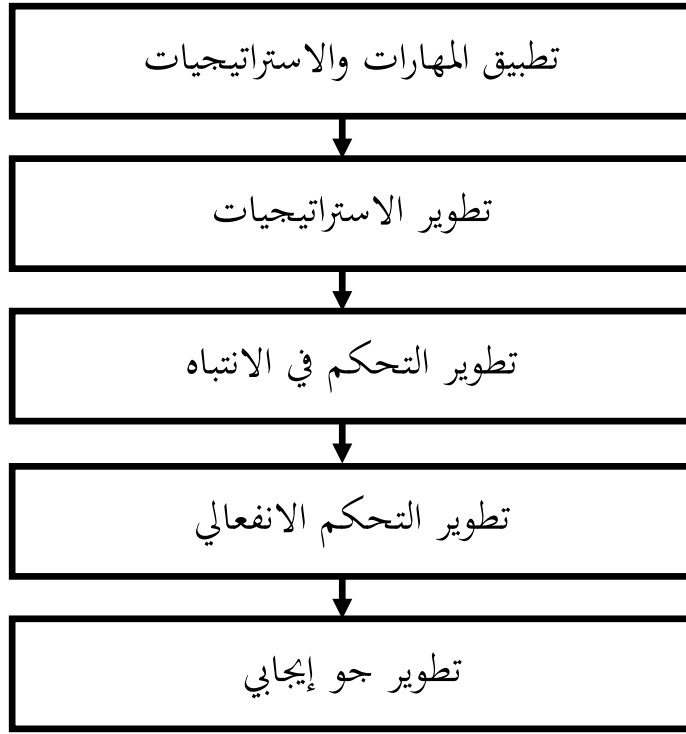 تطبيق المهارات والاستراتيجيات
تطوير الاستراتيجيات
تطوير التحكم في الانتباه
تطوير التحكم الانفعالي
تطوير جو إيجابي